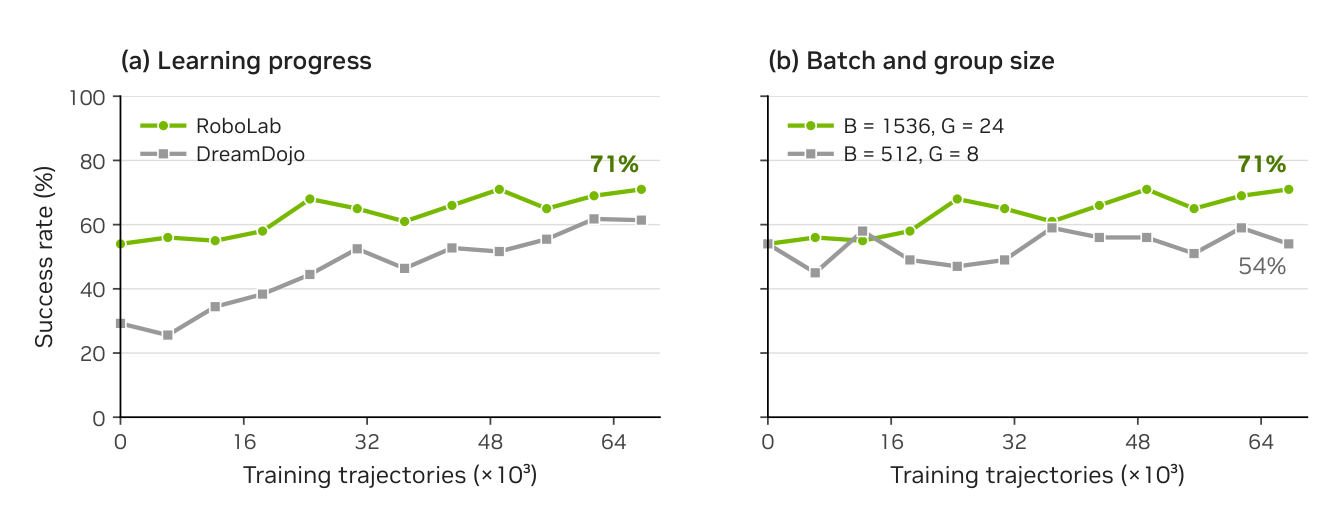 (a) Learning progress
100
80
60
40
20
0
Success rate (%)
RoboLab
DreamDojo
71%
0 16 32 48 64
Training trajectories (×10³)
(b) Batch and group size
B = 1536, G = 24
B = 512, G = 8
71%
54%
0 16 32 48 64
Training trajectories (×10³)